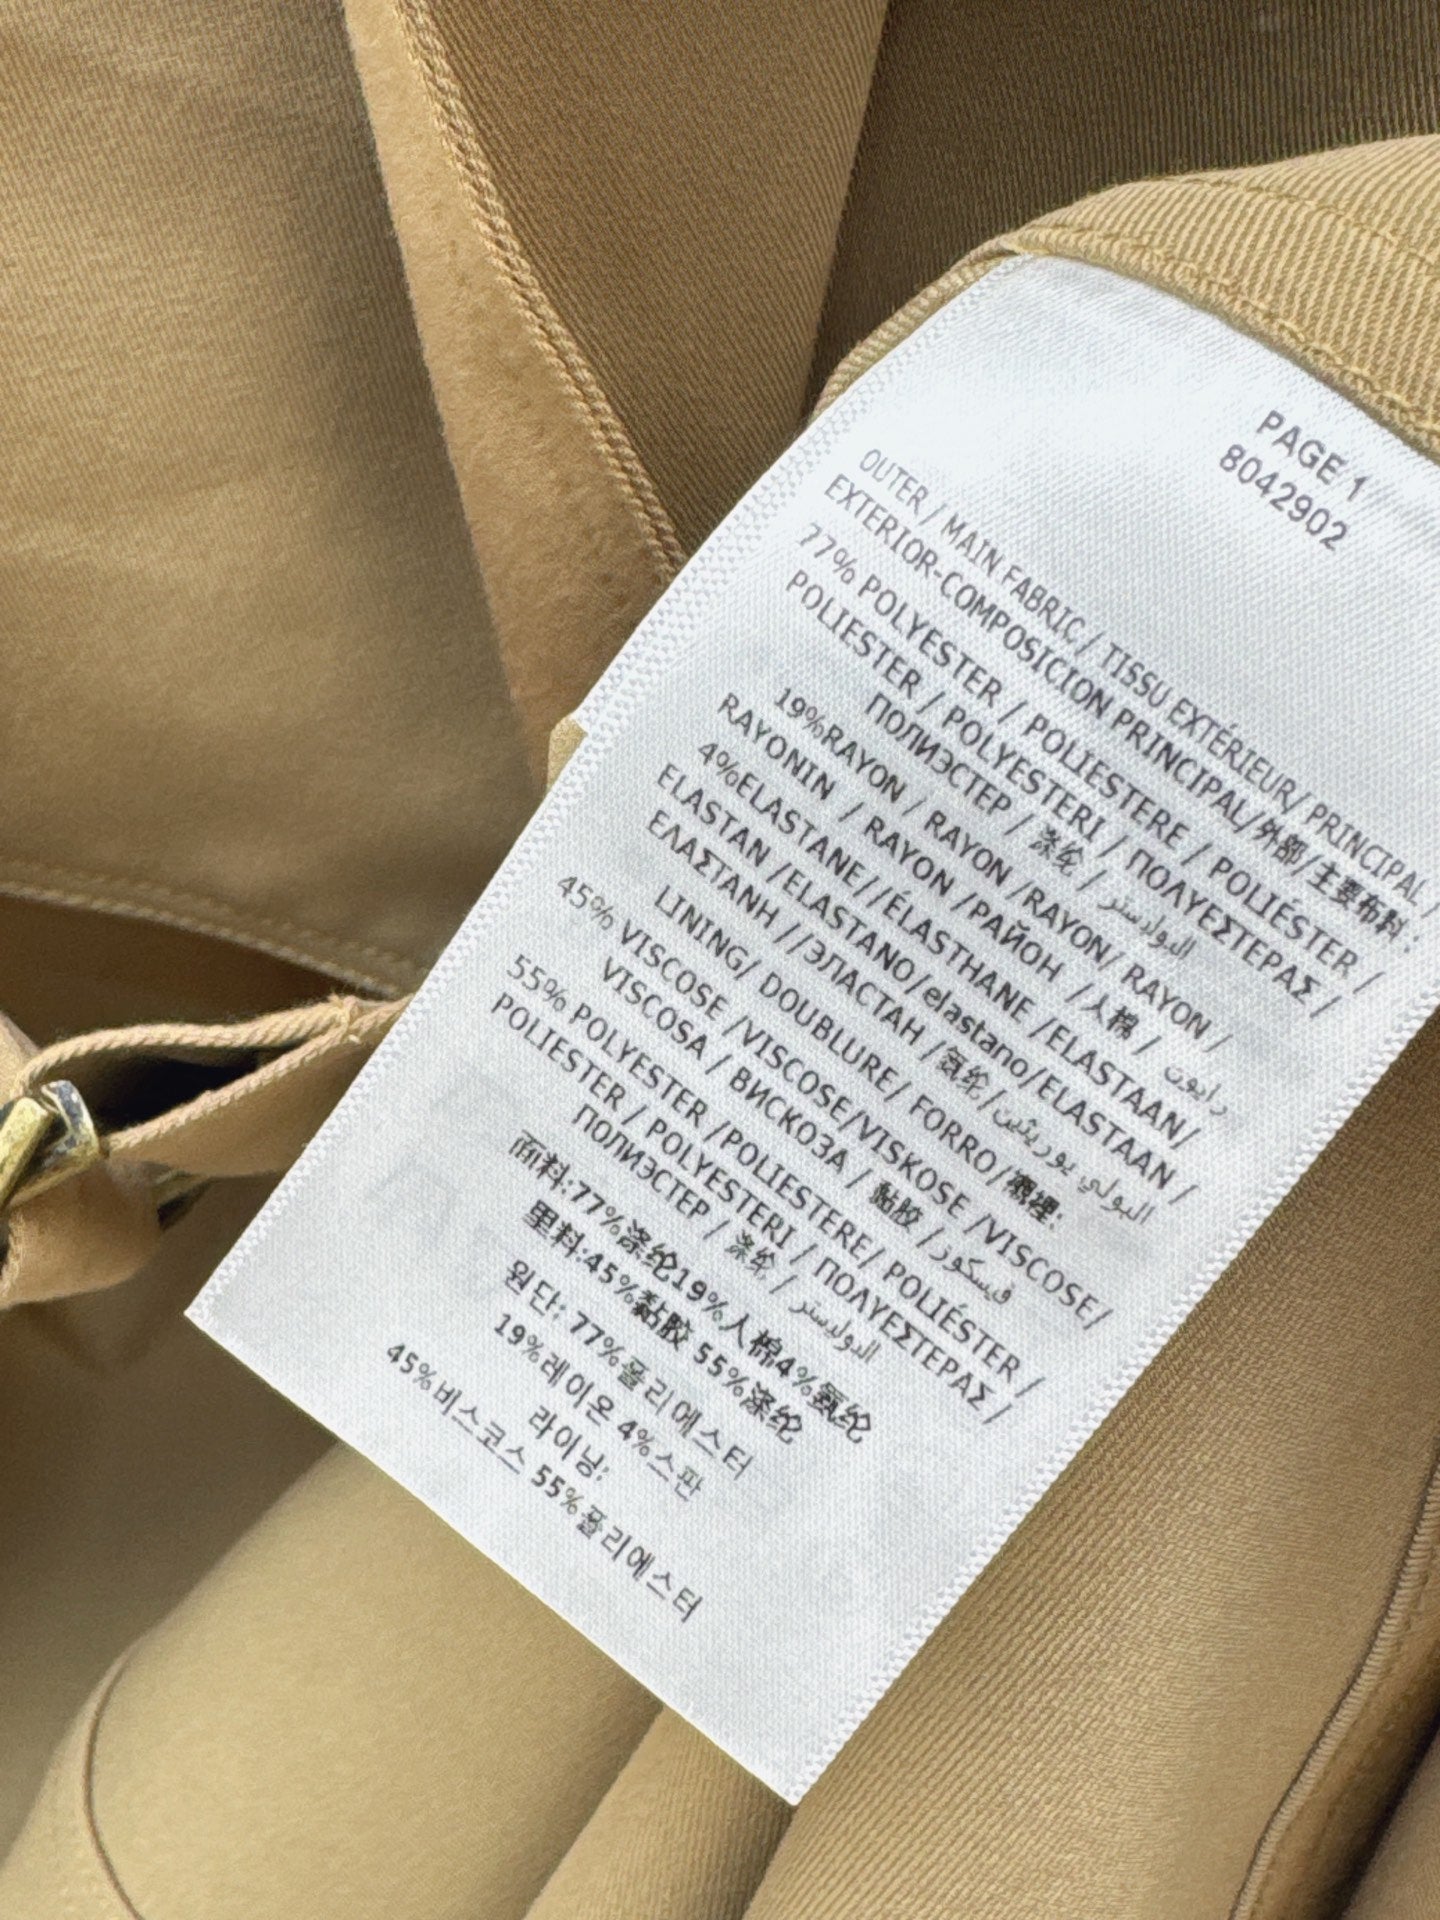 PAGE 1
8042902
OUTER / MAIN FABRIC / TISSU EXTÉRIEUR/ PRINCIPAL /
EXTERIOR-COMPOSICION PRINCIPAL/外部/主要布料:
77% POLYESTER / POLIESTERE / POLIÉSTER /
POLIESTER / POLYESTERI / ΠΟΛΥΕΣΤΕΡΑΣ /
ПОЛИЭСТЕР / 涤纶 / البوليستر
19%RAYON / RAYON /RAYON/ RAYON /
RAYONIN / RAYON /РАЙОН /人棉 / رايون
4%ELASTANE//ÉLASTHANE /ELASTAAN/
ELASTAN /ELASTANO/elastano/ELASTAAN /
ΕΛΑΣΤΑΝΗ //ЭЛАСТАН /氨纶/البولي يوريثين
LINING/ DOUBLURE/ FORRO/裡:
45% VISCOSE /VISCOSE/VISKOSE /VISCOSE/
VISCOSA / ВИСКОЗА / 黏胶 / فيسكوز
55% POLYESTER /POLIESTERE/ POLIÉSTER /
POLIESTER / POLYESTERI / ΠΟΛΥΕΣΤΕΡΑΣ /
ПОЛИЭСТЕР / 涤纶 / البوليستر
面料:77%涤纶19%人棉4%氨纶
里料:45%黏胶 55%涤纶
원단: 77%폴리에스터
19%레이온 4%스판
라이닝:
45%비스코스 55%폴리에스터